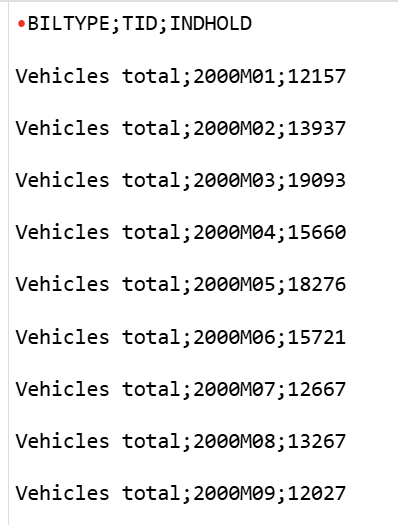 •BILTYPE;TID;INDHOLD
Vehicles total;2000M01;12157
Vehicles total;2000M02;13937
Vehicles total;2000M03;19093
Vehicles total;2000M04;15660
Vehicles total;2000M05;18276
Vehicles total;2000M06;15721
Vehicles total;2000M07;12667
Vehicles total;2000M08;13267
Vehicles total;2000M09;12027